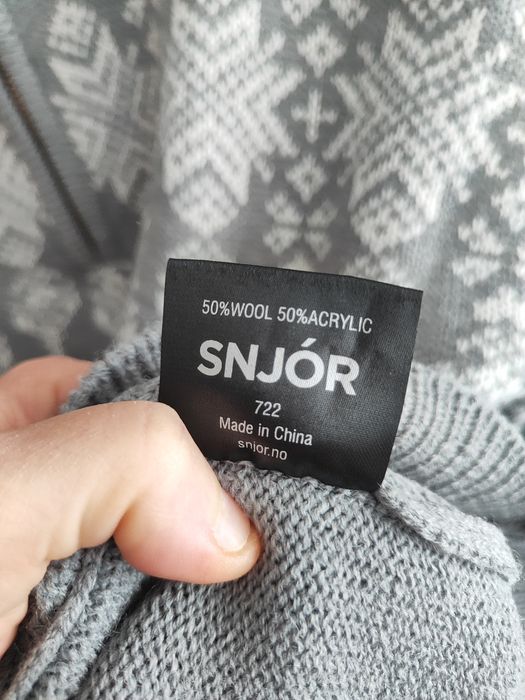 50%WOOL 50%ACRYLIC
SNJÓR
722
Made in China
snjor.no